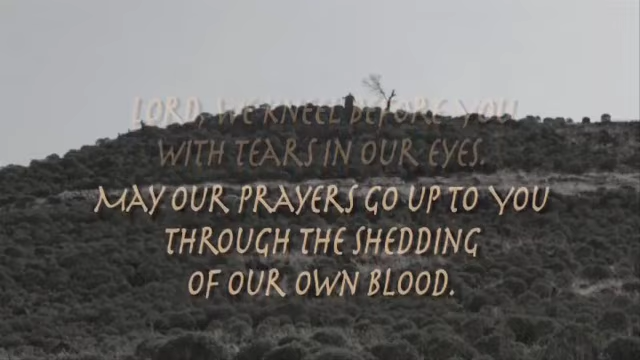 LORD, WE KNEEL BEFORE YOU
WITH TEARS IN OUR EYES.
MAY OUR PRAYERS GO UP TO YOU
THROUGH THE SHEDDING
OF OUR OWN BLOOD.